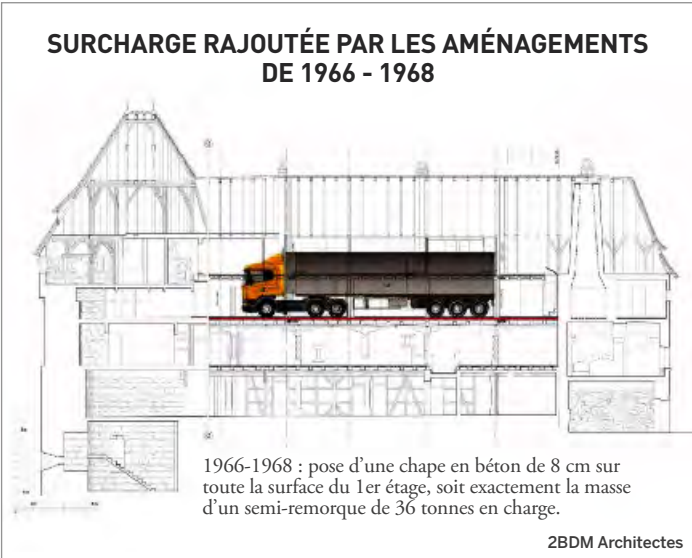 SURCHARGE RAJOUTÉE PAR LES AMÉNAGEMENTS
DE 1966 - 1968
1966-1968 : pose d'une chape en béton de 8 cm sur
toute la surface du 1er étage, soit exactement la masse
d'un semi-remorque de 36 tonnes en charge.
2BDM Architectes